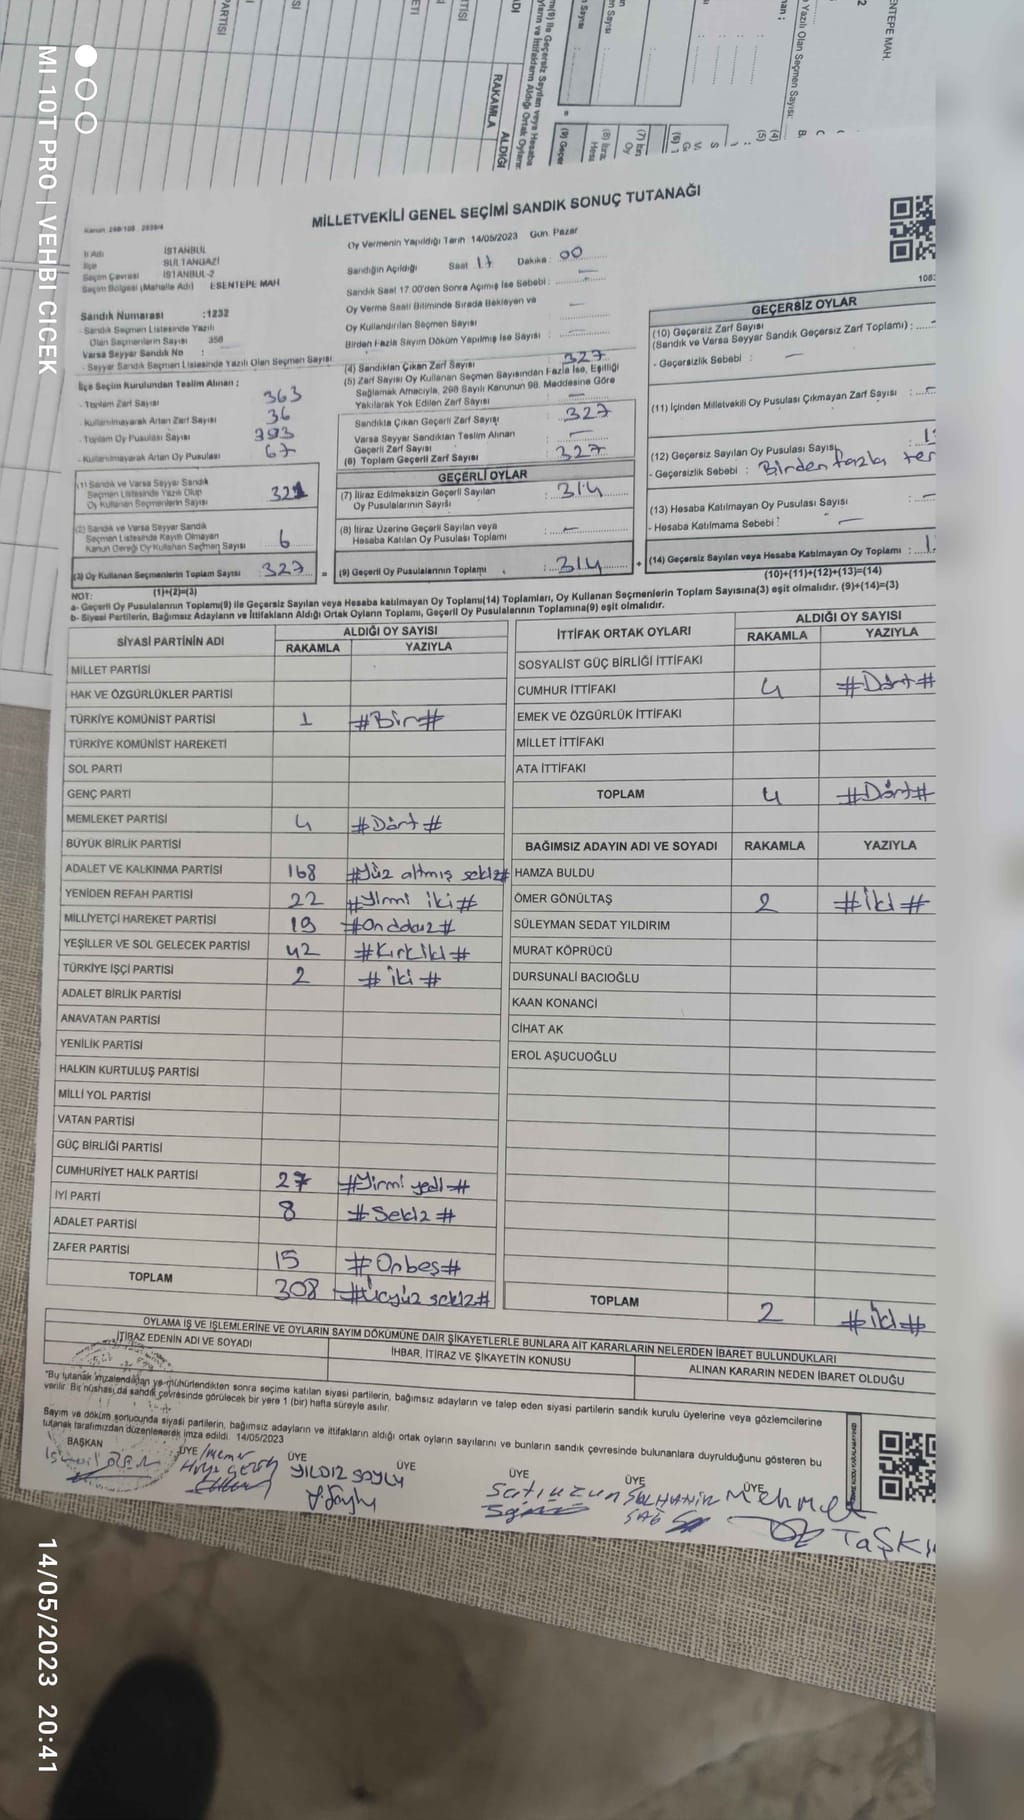 MİLLETVEKİLİ GENEL SEÇİMİ SANDIK SONUÇ TUTANAĞI
İl Adı İSTANBUL
İlçe SULTANGAZİ
Seçim Çevresi İSTANBUL-2
Seçim Bölgesi (Mahalle Adı) ESENTEPE MAH
Sandık Numarası :1232
Sandık Seçmen Listesinde Yazılı
Olan Seçmenlerin Sayısı 356
Varsa Seyyar Sandık No :
Seyyar Sandık Seçmen Listesinde Yazılı Olan Seçmen Sayısı:
İlçe Seçim Kurulundan Teslim Alınan :
- Toplam Zarf Sayısı 363
- Kullanılmayarak Artan Zarf Sayısı 36
- Toplam Oy Pusulası Sayısı 393
- Kullanılmayarak Artan Oy Pusulası 67
(1) Sandık ve Varsa Seyyar Sandık
Seçmen Listesinde Yazılı Olup
Oy Kullanan Seçmenlerin Sayısı 321
(2) Sandık ve Varsa Seyyar Sandık
Seçmen Listesinde Kayıtlı Olmayan
Kanun Gereği Oy Kullanan Seçmen Sayısı 6
(3) Oy Kullanan Seçmenlerin Toplam Sayısı 327
(1)+(2)=(3)
Oy Vermenin Yapıldığı Tarih 14/05/2023 Gün. Pazar
Sandığın Açıldığı Saat 17 Dakika : 00
Sandık Saat 17:00'den Sonra Açımış İse Sebebi :
Oy Verme Saati Bitiminde Sırada Bekleyen ve
Oy Kullandırılan Seçmen Sayısı
Birden Fazla Sayım Döküm Yapılmış İse Sayısı :
(4) Sandıktan Çıkan Zarf Sayısı 327
(5) Zarf Sayısı Oy Kullanan Seçmen Sayısından Fazla İse, Eşitliği
Sağlamak Amacıyla, 298 Sayılı Kanunun 98. Maddesine Göre
Yakılarak Yok Edilen Zarf Sayısı
Sandıkta Çıkan Geçerli Zarf Sayısı : 327
Varsa Seyyar Sandıktan Teslim Alınan
Geçerli Zarf Sayısı
(6) Toplam Geçerli Zarf Sayısı : 327
GEÇERLİ OYLAR
(7) İtiraz Edilmeksizin Geçerli Sayılan
Oy Pusulalarının Sayısı : 314
(8) İtiraz Üzerine Geçerli Sayılan veya
Hesaba Katılan Oy Pusulası Toplamı
= (9) Geçerli Oy Pusulalarının Toplamı : 314
GEÇERSİZ OYLAR
(10) Geçersiz Zarf Sayısı
(Sandık ve Varsa Seyyar Sandık Geçersiz Zarf Toplamı) :
- Geçersizlik Sebebi :
(11) İçinden Milletvekili Oy Pusulası Çıkmayan Zarf Sayısı :
(12) Geçersiz Sayılan Oy Pusulası Sayısı
- Geçersizlik Sebebi : Birden fazla ter
(13) Hesaba Katılmayan Oy Pusulası Sayısı
- Hesaba Katılmama Sebebi :
+ (14) Geçersiz Sayılan veya Hesaba Katılmayan Oy Toplamı :
(10)+(11)+(12)+(13)=(14)
NOT:
a- Geçerli Oy Pusulalarının Toplamı(9) ile Geçersiz Sayılan veya Hesaba katılmayan Oy Toplamı(14) Toplamları, Oy Kullanan Seçmenlerin Toplam Sayısına(3) eşit olmalıdır. (9)+(14)=(3)
b- Siyasi Partilerin, Bağımsız Adayların ve İttifakların Aldığı Ortak Oyların Toplamı, Geçerli Oy Pusulalarının Toplamına(9) eşit olmalıdır.
SİYASİ PARTİNİN ADI ALDIĞI OY SAYISI
RAKAMLA YAZIYLA
MİLLET PARTİSİ
HAK VE ÖZGÜRLÜKLER PARTİSİ
TÜRKİYE KOMÜNİST PARTİSİ 1 #Bir#
TÜRKİYE KOMÜNİST HAREKETİ
SOL PARTİ
GENÇ PARTİ
MEMLEKET PARTİSİ 4 #Dört#
BÜYÜK BİRLİK PARTİSİ
ADALET VE KALKINMA PARTİSİ 168 #Yüz altmış sekiz#
YENİDEN REFAH PARTİSİ 22 #Yirmi iki#
MİLLİYETÇİ HAREKET PARTİSİ 19 #Ondokuz#
YEŞİLLER VE SOL GELECEK PARTİSİ 42 #Kırkiki#
TÜRKİYE İŞÇİ PARTİSİ 2 #iki#
ADALET BİRLİK PARTİSİ
ANAVATAN PARTİSİ
YENİLİK PARTİSİ
HALKIN KURTULUŞ PARTİSİ
MİLLİ YOL PARTİSİ
VATAN PARTİSİ
GÜÇ BİRLİĞİ PARTİSİ
CUMHURİYET HALK PARTİSİ 27 #Yirmi yedi#
İYİ PARTİ 8 #Sekiz#
ADALET PARTİSİ
ZAFER PARTİSİ 15 #Onbeş#
TOPLAM 308 #Üçyüz sekiz#
İTTİFAK ORTAK OYLARI ALDIĞI OY SAYISI
RAKAMLA YAZIYLA
SOSYALİST GÜÇ BİRLİĞİ İTTİFAKI
CUMHUR İTTİFAKI 4 #Dört#
EMEK VE ÖZGÜRLÜK İTTİFAKI
MİLLET İTTİFAKI
ATA İTTİFAKI
TOPLAM 4 #Dört#
BAĞIMSIZ ADAYIN ADI VE SOYADI RAKAMLA YAZIYLA
HAMZA BULDU
ÖMER GÖNÜLTAŞ 2 #İki#
SÜLEYMAN SEDAT YILDIRIM
MURAT KÖPRÜCÜ
DURSUNALİ BACIOĞLU
KAAN KONANCİ
CİHAT AK
EROL AŞUCUOĞLU
TOPLAM 2 #İki#
OYLAMA İŞ VE İŞLEMLERİNE VE OYLARIN SAYIM DÖKÜMÜNE DAİR ŞİKAYETLERLE BUNLARA AİT KARARLARIN NELERDEN İBARET BULUNDUKLARI
İTİRAZ EDENİN ADI VE SOYADI İHBAR, İTİRAZ VE ŞİKAYETİN KONUSU ALINAN KARARIN NEDEN İBARET OLDUĞU
"Bu tutanak imzalendiktan ve mühürlendikten sonra seçime katılan siyasi partilerin, bağımsız adayların ve talep eden siyasi partilerin sandık kurulu üyelerine veya gözlemcilerine
verilir. Bir nüshası da sandık çevresinde görülecek bir yere 1 (bir) hafta süreyle asılır.
Sayım ve döküm sonucunda siyasi partilerin, bağımsız adayların ve ittifakların aldığı ortak oyların sayılarını ve bunların sandık çevresinde bulunanlara duyrulduğunu gösteren bu
tutanak tarafımızdan düzenlenerek imza edildi. 14/05/2023
BAŞKAN ÜYE ÜYE ÜYE ÜYE ÜYE ÜYE
YILDIZ SOYLU
Mehmet
TAŞK
MI 10T PRO | VEHBI CICEK
14/05/2023 20:41